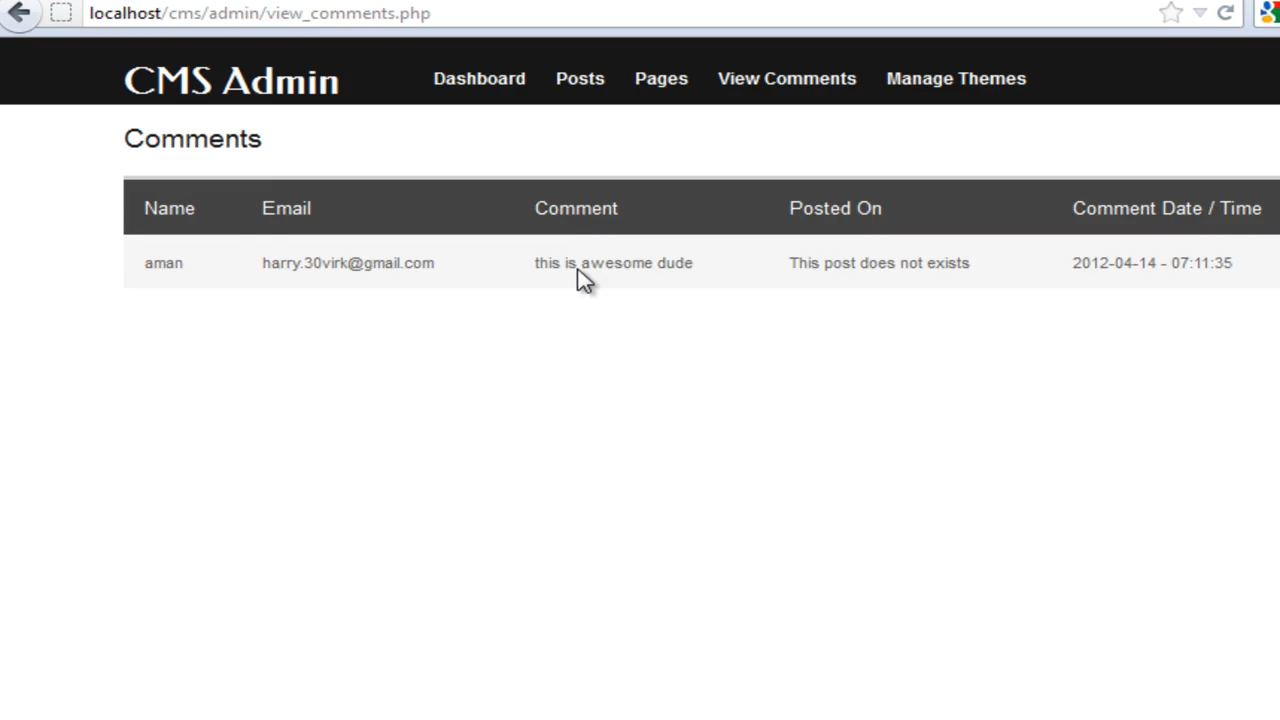 localhost/cms/admin/view_comments.php
CMS Admin Dashboard Posts Pages View Comments Manage Themes
Comments
Name Email Comment Posted On Comment Date / Time
aman harry.30virk@gmail.com this is awesome dude This post does not exists 2012-04-14 - 07:11:35